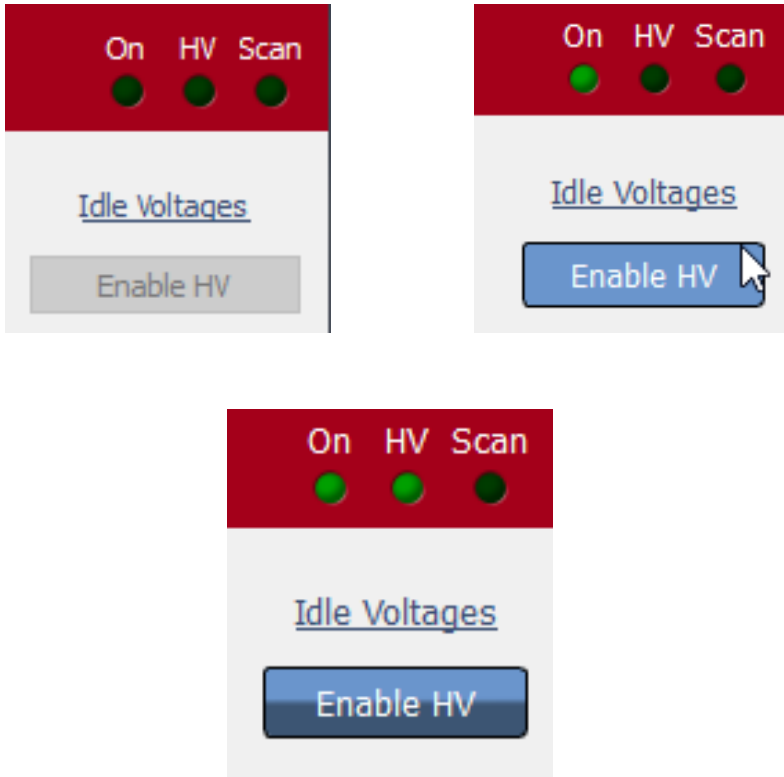 On HV Scan
Idle Voltages
Enable HV
On HV Scan
Idle Voltages
Enable HV
On HV Scan
Idle Voltages
Enable HV